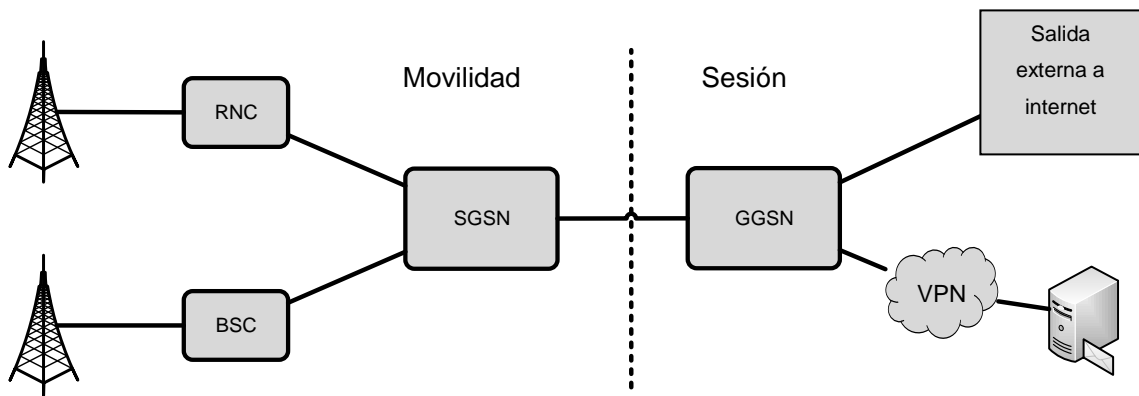 Movilidad
Sesión
Salida
externa a
internet
RNC
SGSN
GGSN
BSC
VPN